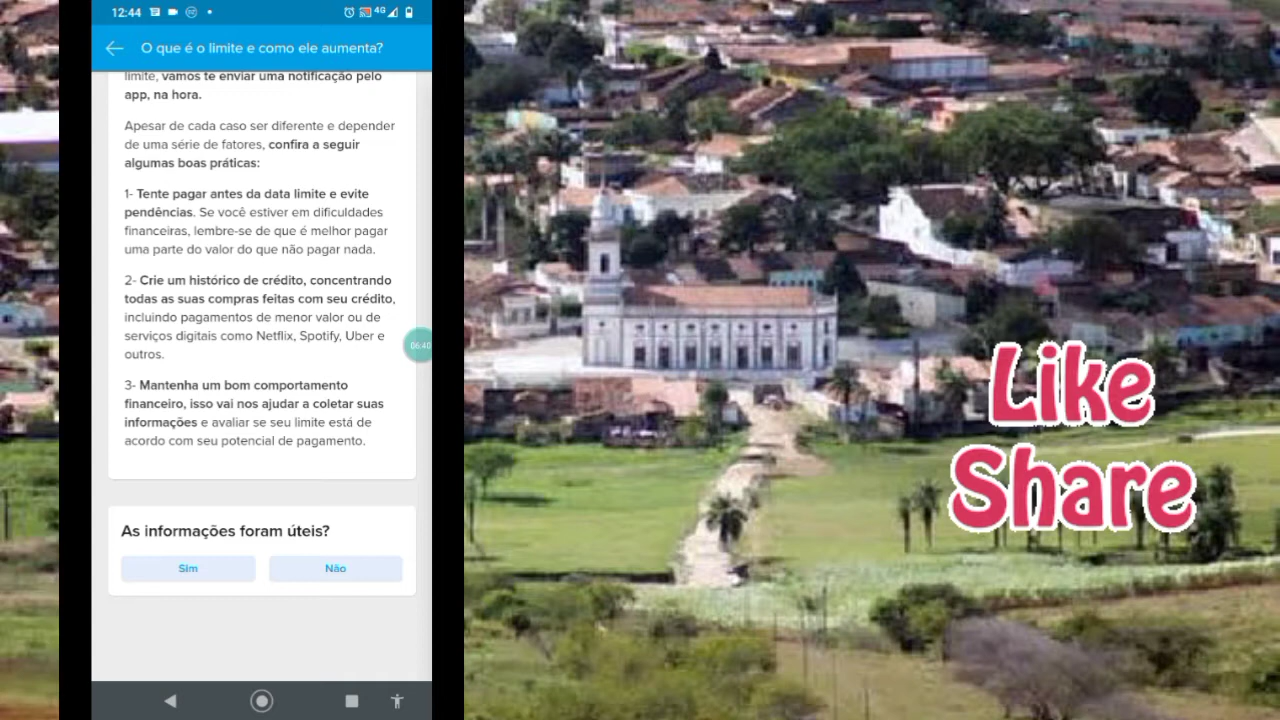 12:44
4G
O que é o limite e como ele aumenta?
limite, vamos te enviar uma notificação pelo
app, na hora.
Apesar de cada caso ser diferente e depender
de uma série de fatores, confira a seguir
algumas boas práticas:
1- Tente pagar antes da data limite e evite
pendências. Se você estiver em dificuldades
financeiras, lembre-se de que é melhor pagar
uma parte do valor do que não pagar nada.
2- Crie um histórico de crédito, concentrando
todas as suas compras feitas com seu crédito,
incluindo pagamentos de menor valor ou de
serviços digitais como Netflix, Spotify, Uber e
outros.
06:40
3- Mantenha um bom comportamento
financeiro, isso vai nos ajudar a coletar suas
informações e avaliar se seu limite está de
acordo com seu potencial de pagamento.
As informações foram úteis?
Sim
Não
Like
Share